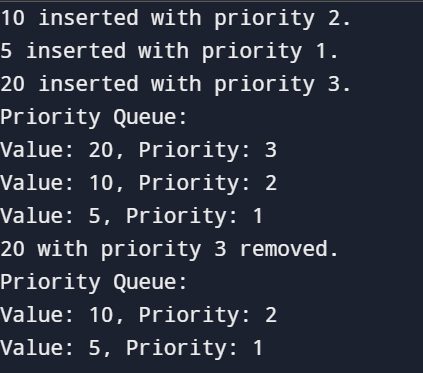 10 inserted with priority 2.
5 inserted with priority 1.
20 inserted with priority 3.
Priority Queue:
Value: 20, Priority: 3
Value: 10, Priority: 2
Value: 5, Priority: 1
20 with priority 3 removed.
Priority Queue:
Value: 10, Priority: 2
Value: 5, Priority: 1